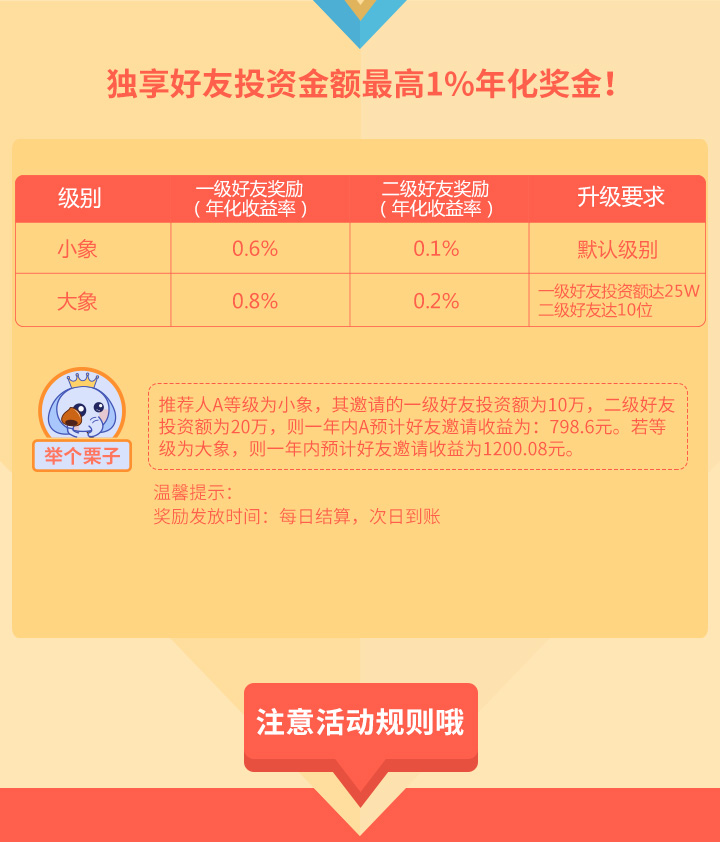 独享好友投资金额最高1%年化奖金！
级别 一级好友奖励 二级好友奖励 升级要求
（年化收益率） （年化收益率）
小象 0.6% 0.1% 默认级别
大象 0.8% 0.2% 一级好友投资额达25W
二级好友达10位
推荐人A等级为小象，其邀请的一级好友投资额为10万，二级好友
投资额为20万，则一年内A预计好友邀请收益为：798.6元。若等
级为大象，则一年内预计好友邀请收益为1200.08元。
举个栗子
温馨提示：
奖励发放时间：每日结算，次日到账
注意活动规则哦